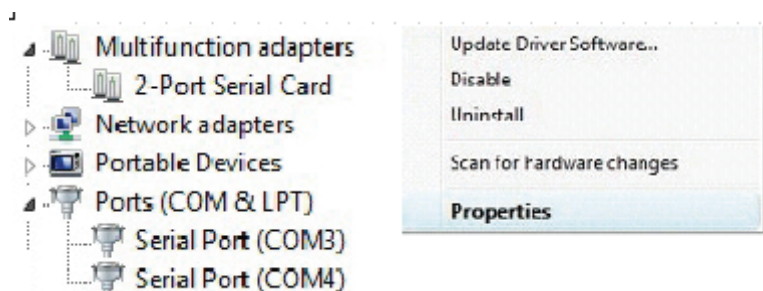 Multifunction adapters
2-Port Serial Card
Network adapters
Portable Devices
Ports (COM & LPT)
Serial Port (COM3)
Serial Port (COM4)
Update Driver Software...
Disable
Uninstall
Scan for hardware changes
Properties